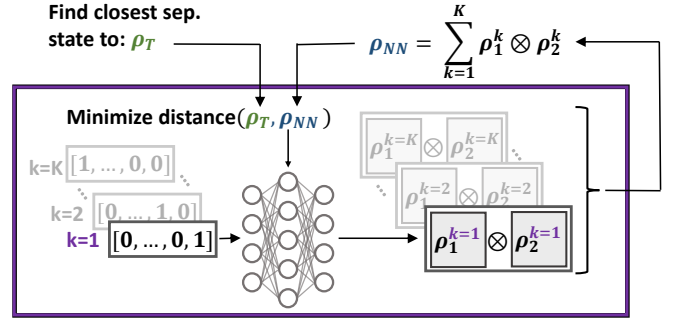 Find closest sep.
state to: ρ_T
ρ_NN = ∑_{k=1}^{K} ρ_1^k ⊗ ρ_2^k
Minimize distance(ρ_T, ρ_NN)
k=K [1, ..., 0, 0]
k=2 [0, ..., 1, 0]
k=1 [0, ..., 0, 1]
ρ_1^{k=K} ⊗ ρ_2^{k=K}
ρ_1^{k=2} ⊗ ρ_2^{k=2}
ρ_1^{k=1} ⊗ ρ_2^{k=1}